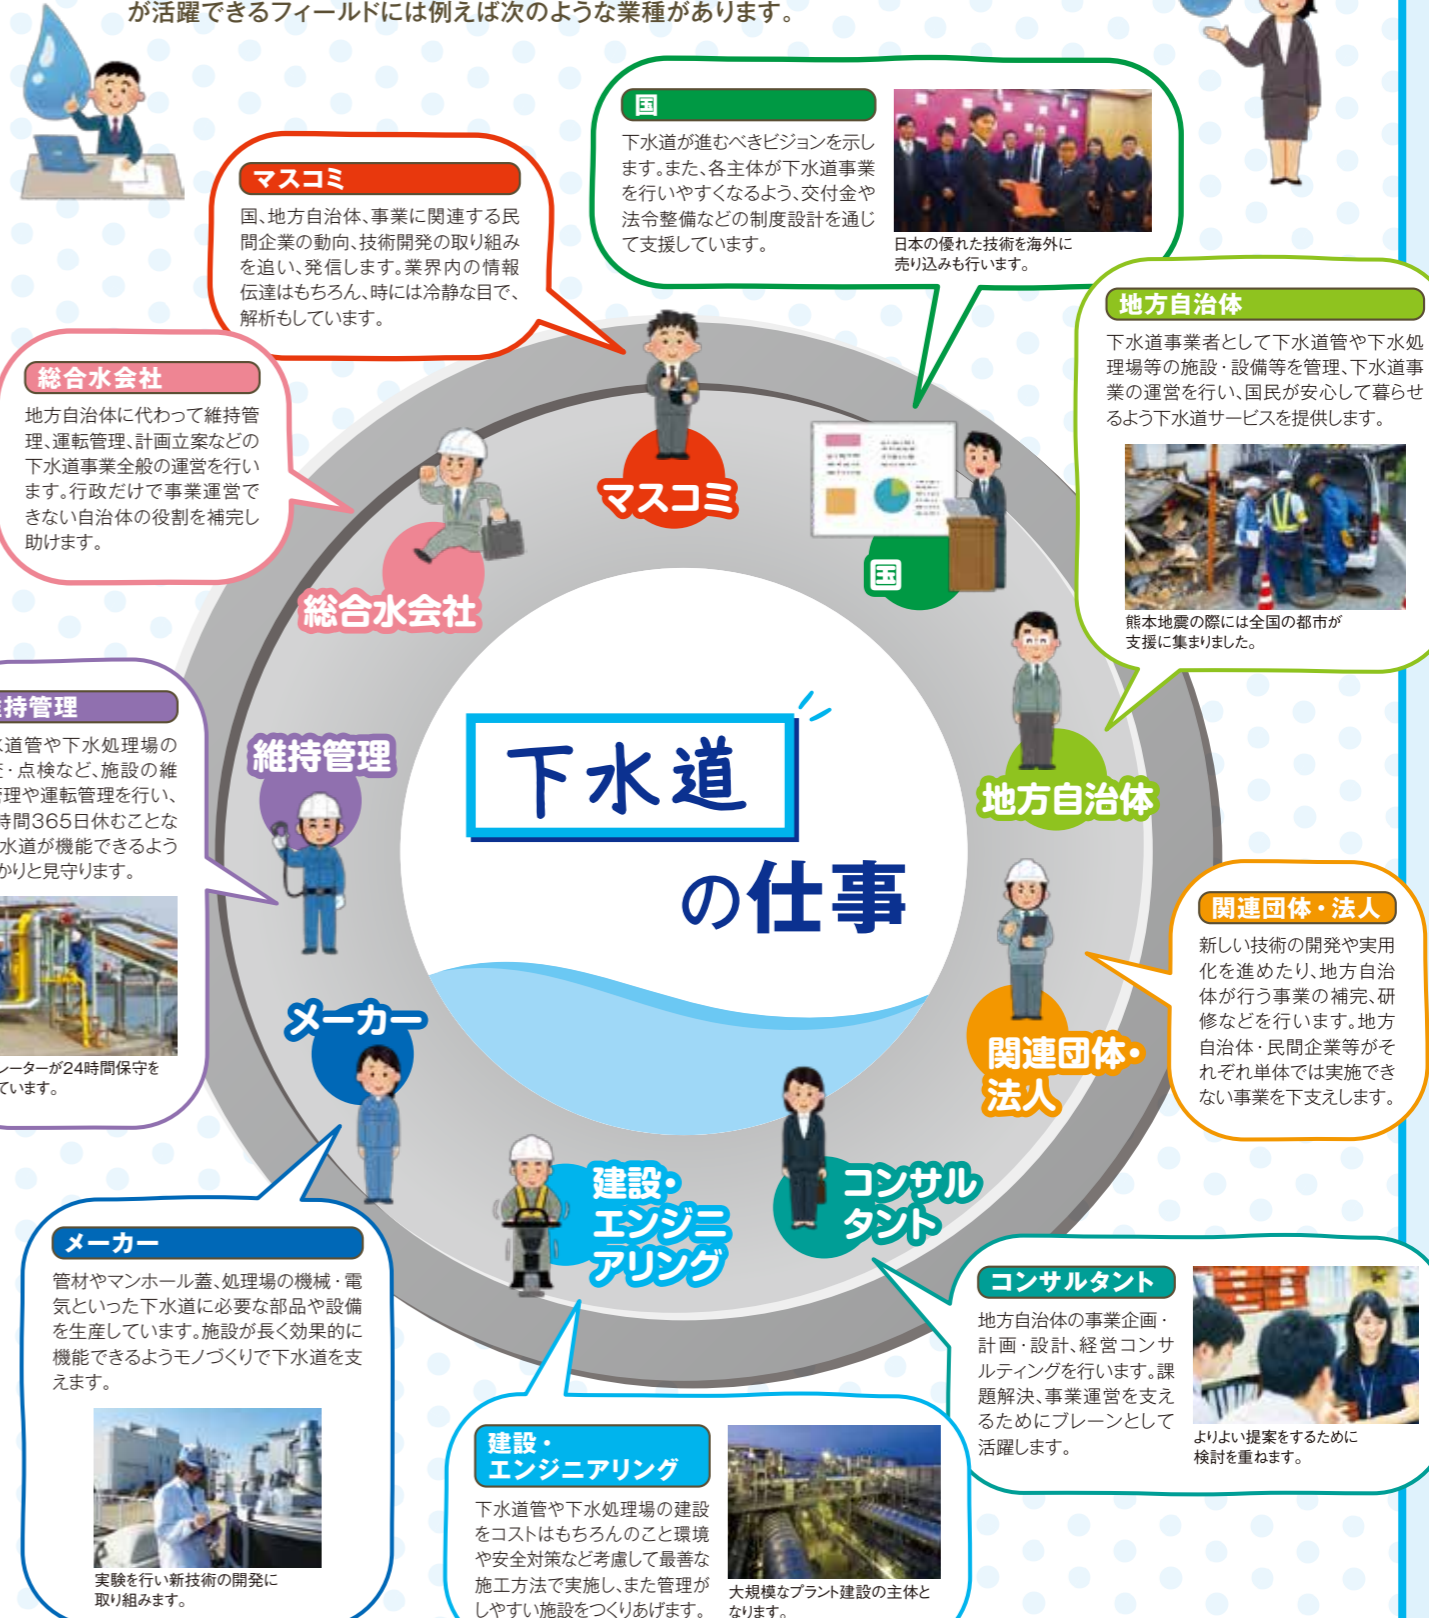 が活躍できるフィールドには例えば次のような業種があります。
国
下水道が進むべきビジョンを示し
ます。また、各主体が下水道事業
を行いやすくなるよう、交付金や
法令整備などの制度設計を通じ
て支援しています。
日本の優れた技術を海外に
売り込みも行います。
マスコミ
国、地方自治体、事業に関連する民
間企業の動向、技術開発の取り組み
を追い、発信します。業界内の情報
伝達はもちろん、時には冷静な目で、
解析もしています。
地方自治体
下水道事業者として下水道管や下水処
理場等の施設・設備等を管理、下水道事
業の運営を行い、国民が安心して暮らせ
るよう下水道サービスを提供します。
熊本地震の際には全国の都市が
支援に集まりました。
総合水会社
地方自治体に代わって維持管
理、運転管理、計画立案などの
下水道事業全般の運営を行い
ます。行政だけで事業運営で
きない自治体の役割を補完し
助けます。
マスコミ
国
総合水会社
地方自治体
維持管理
関連団体・
法人
メーカー
コンサル
タント
建設・
エンジニ
アリング
下水道
の仕事
持管理
水道管や下水処理場の
・点検など、施設の維
管理や運転管理を行い、
時間365日休むことな
水道が機能できるよう
かりと見守ります。
レーターが24時間保守を
ています。
関連団体・法人
新しい技術の開発や実用
化を進めたり、地方自治
体が行う事業の補完、研
修などを行います。地方
自治体・民間企業等がそ
れぞれ単体では実施でき
ない事業を下支えします。
メーカー
管材やマンホール蓋、処理場の機械・電
気といった下水道に必要な部品や設備
を生産しています。施設が長く効果的に
機能できるようモノづくりで下水道を支
えます。
実験を行い新技術の開発に
取り組みます。
建設・
エンジニアリング
下水道管や下水処理場の建設
をコストはもちろんのこと環境
や安全対策など考慮して最善な
施工方法で実施し、また管理が
しやすい施設をつくりあげます。
大規模なプラント建設の主体と
なります。
コンサルタント
地方自治体の事業企画・
計画・設計、経営コンサ
ルティングを行います。課
題解決、事業運営を支え
るためにブレーンとして
活躍します。
よりよい提案をするために
検討を重ねます。